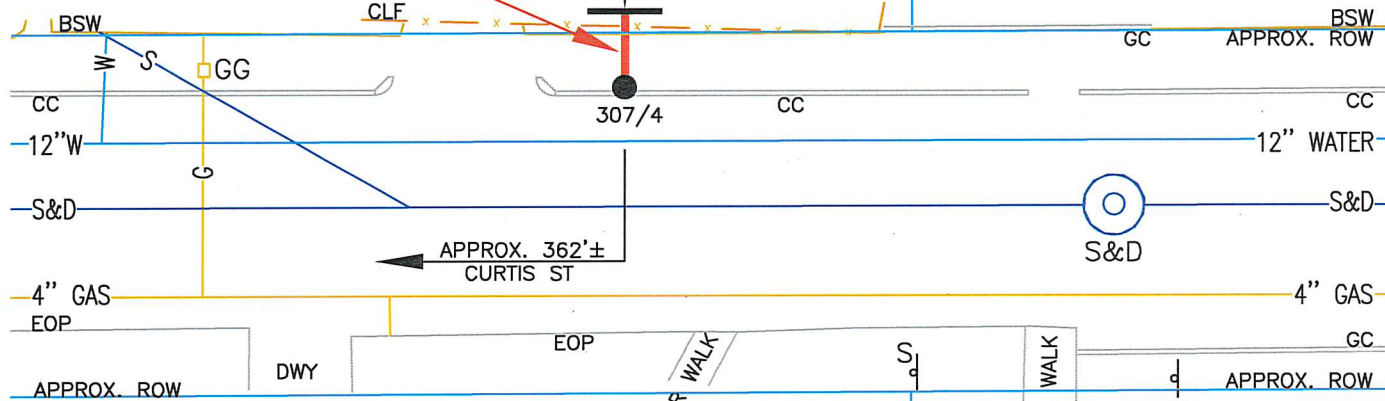 CLF
BSW
BSW
GC
APPROX. ROW
W
S
GG
CC
307/4
CC
CC
12"W
12" WATER
G
S&D
S&D
S&D
APPROX. 362'±
CURTIS ST
4" GAS
4" GAS
EOP
EOP
WALK
S
WALK
GC
DWY
APPROX. ROW
APPROX. ROW